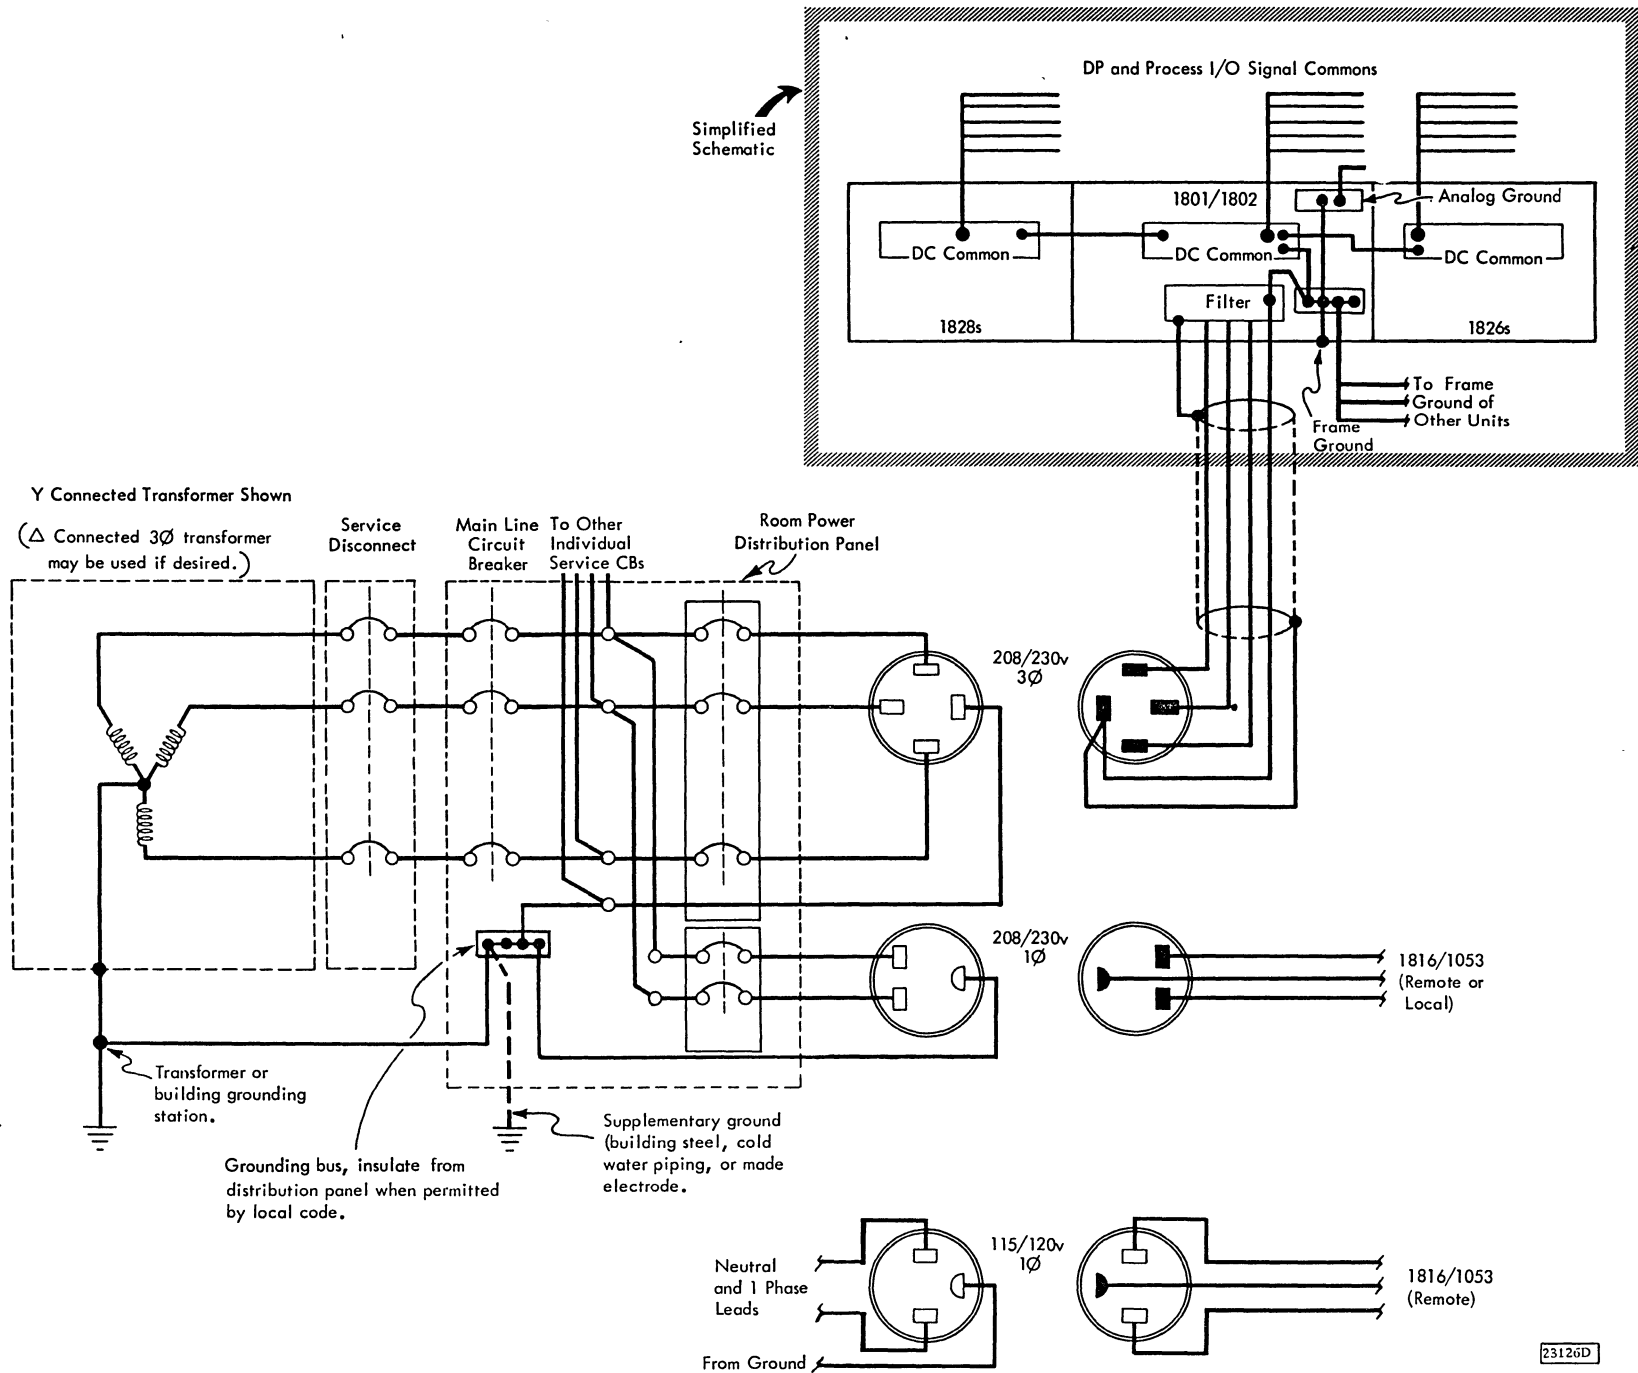 DP and Process I/O Signal Commons
Simplified
Schematic
1801/1802
Analog Ground
DC Common
DC Common
DC Common
Filter
1828s
1826s
To Frame
Ground of
Other Units
Frame
Ground
Y Connected Transformer Shown
(△ Connected 3Ø transformer
may be used if desired.)
Service
Disconnect
Main Line
Circuit
Breaker
To Other
Individual
Service CBs
Room Power
Distribution Panel
208/230v
3Ø
208/230v
1Ø
1816/1053
(Remote or
Local)
Transformer or
building grounding
station.
Supplementary ground
(building steel, cold
water piping, or made
electrode.
Grounding bus, insulate from
distribution panel when permitted
by local code.
115/120v
1Ø
Neutral
and 1 Phase
Leads
From Ground
1816/1053
(Remote)
23126D